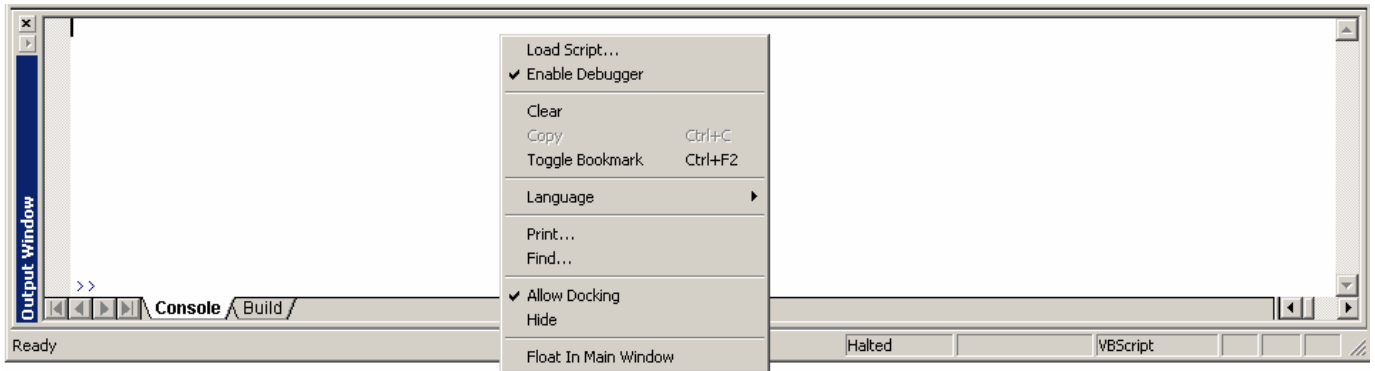 Output Window
Load Script...
Enable Debugger
Clear
Copy Ctrl+C
Toggle Bookmark Ctrl+F2
Language
Print...
Find...
Allow Docking
Hide
Float In Main Window
>>
Console Build
Ready Halted VBScript